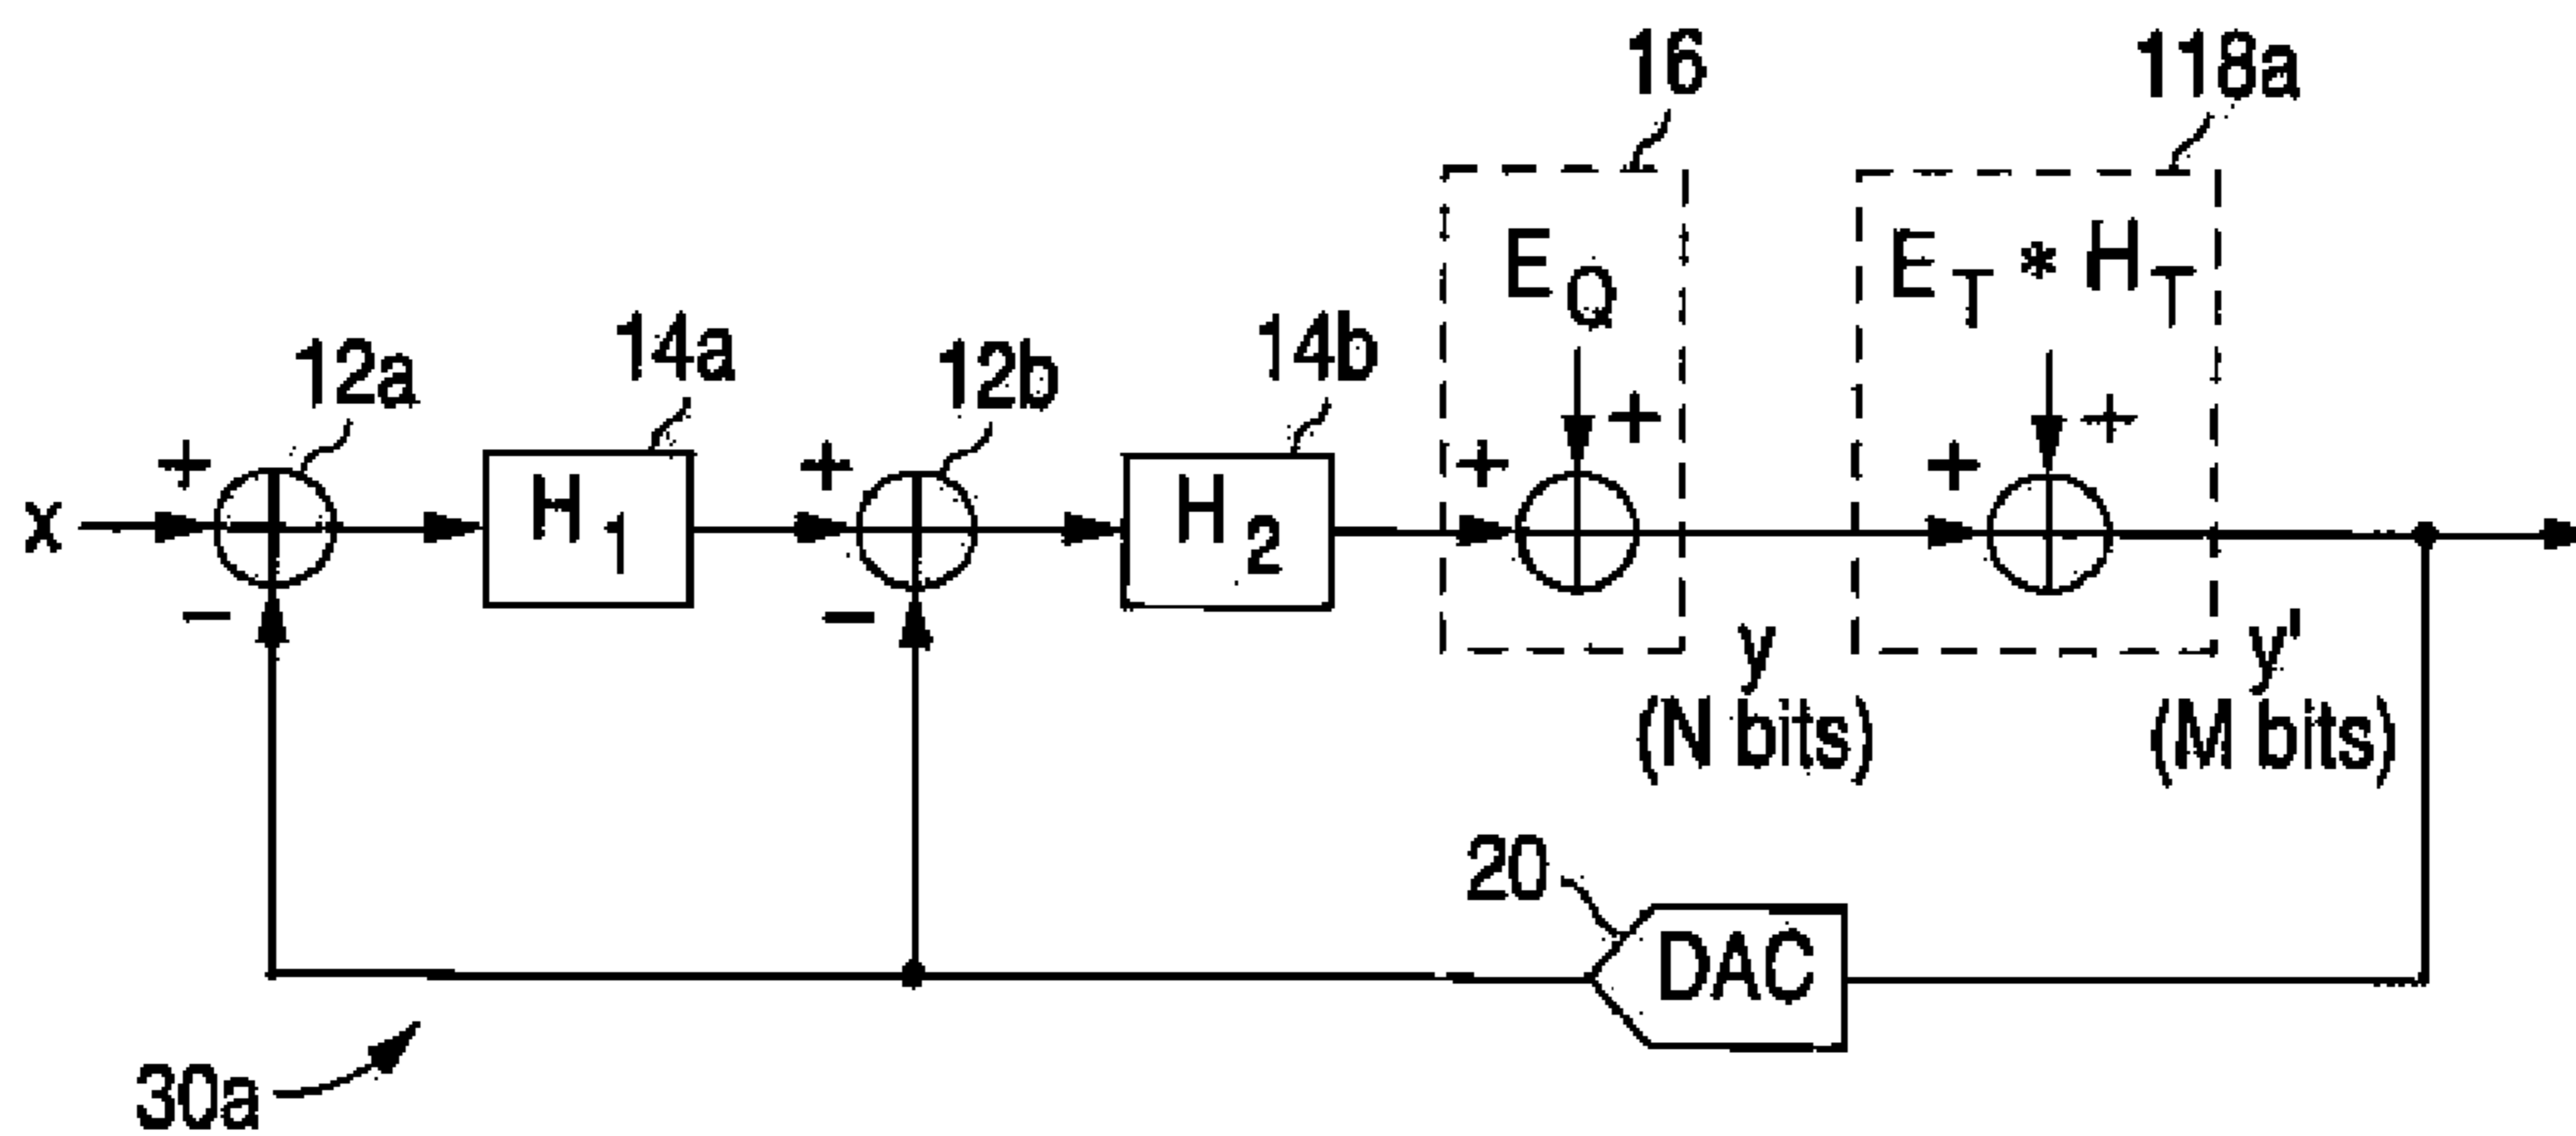 16
118a
E_Q
E_T * H_T
12a
14a
12b
14b
+
+
+
+
+
+
x
H_1
H_2
−
−
y
(N bits)
y'
(M bits)
20
DAC
30a